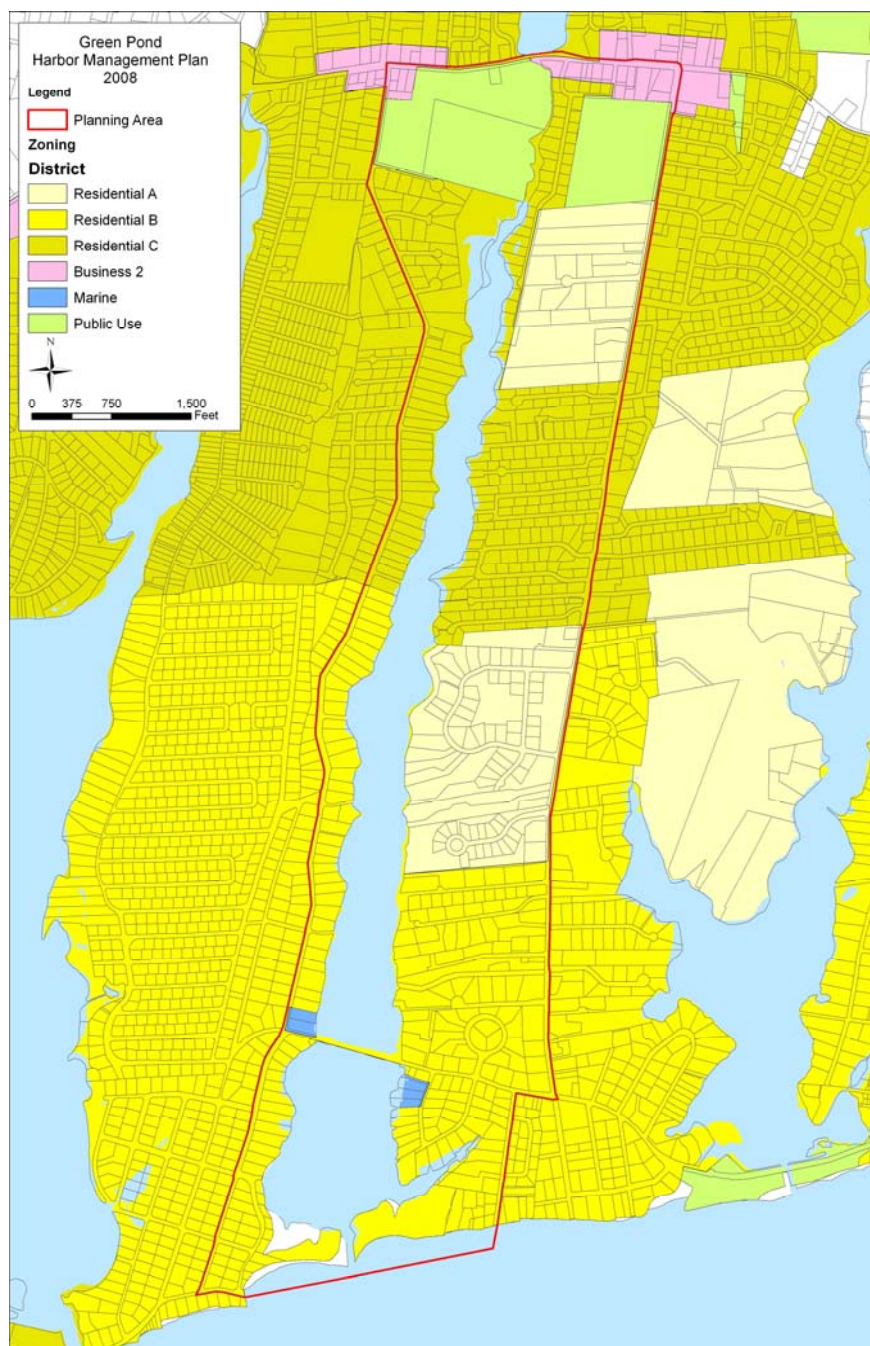 Green Pond
Harbor Management Plan
2008
Legend
Planning Area
Zoning
District
Residential A
Residential B
Residential C
Business 2
Marine
Public Use
N
0 375 750 1,500
Feet